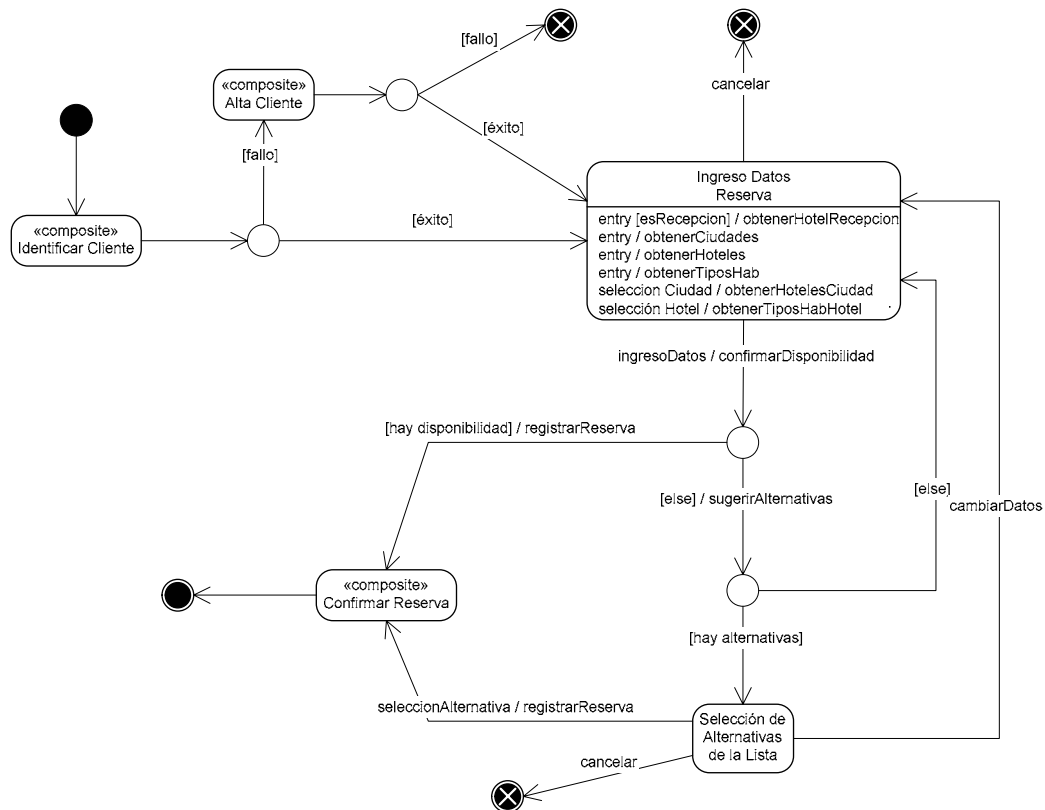 [fallo]
cancelar
«composite»
Alta Cliente
[éxito]
[fallo]
«composite»
Identificar Cliente
[éxito]
Ingreso Datos
Reserva
entry [esRecepcion] / obtenerHotelRecepcion
entry / obtenerCiudades
entry / obtenerHoteles
entry / obtenerTiposHab
seleccion Ciudad / obtenerHotelesCiudad
selección Hotel / obtenerTiposHabHotel
ingresoDatos / confirmarDisponibilidad
[hay disponibilidad] / registrarReserva
[else] / sugerirAlternativas
[else]
cambiarDatos
«composite»
Confirmar Reserva
[hay alternativas]
seleccionAlternativa / registrarReserva
Selección de
Alternativas
de la Lista
cancelar